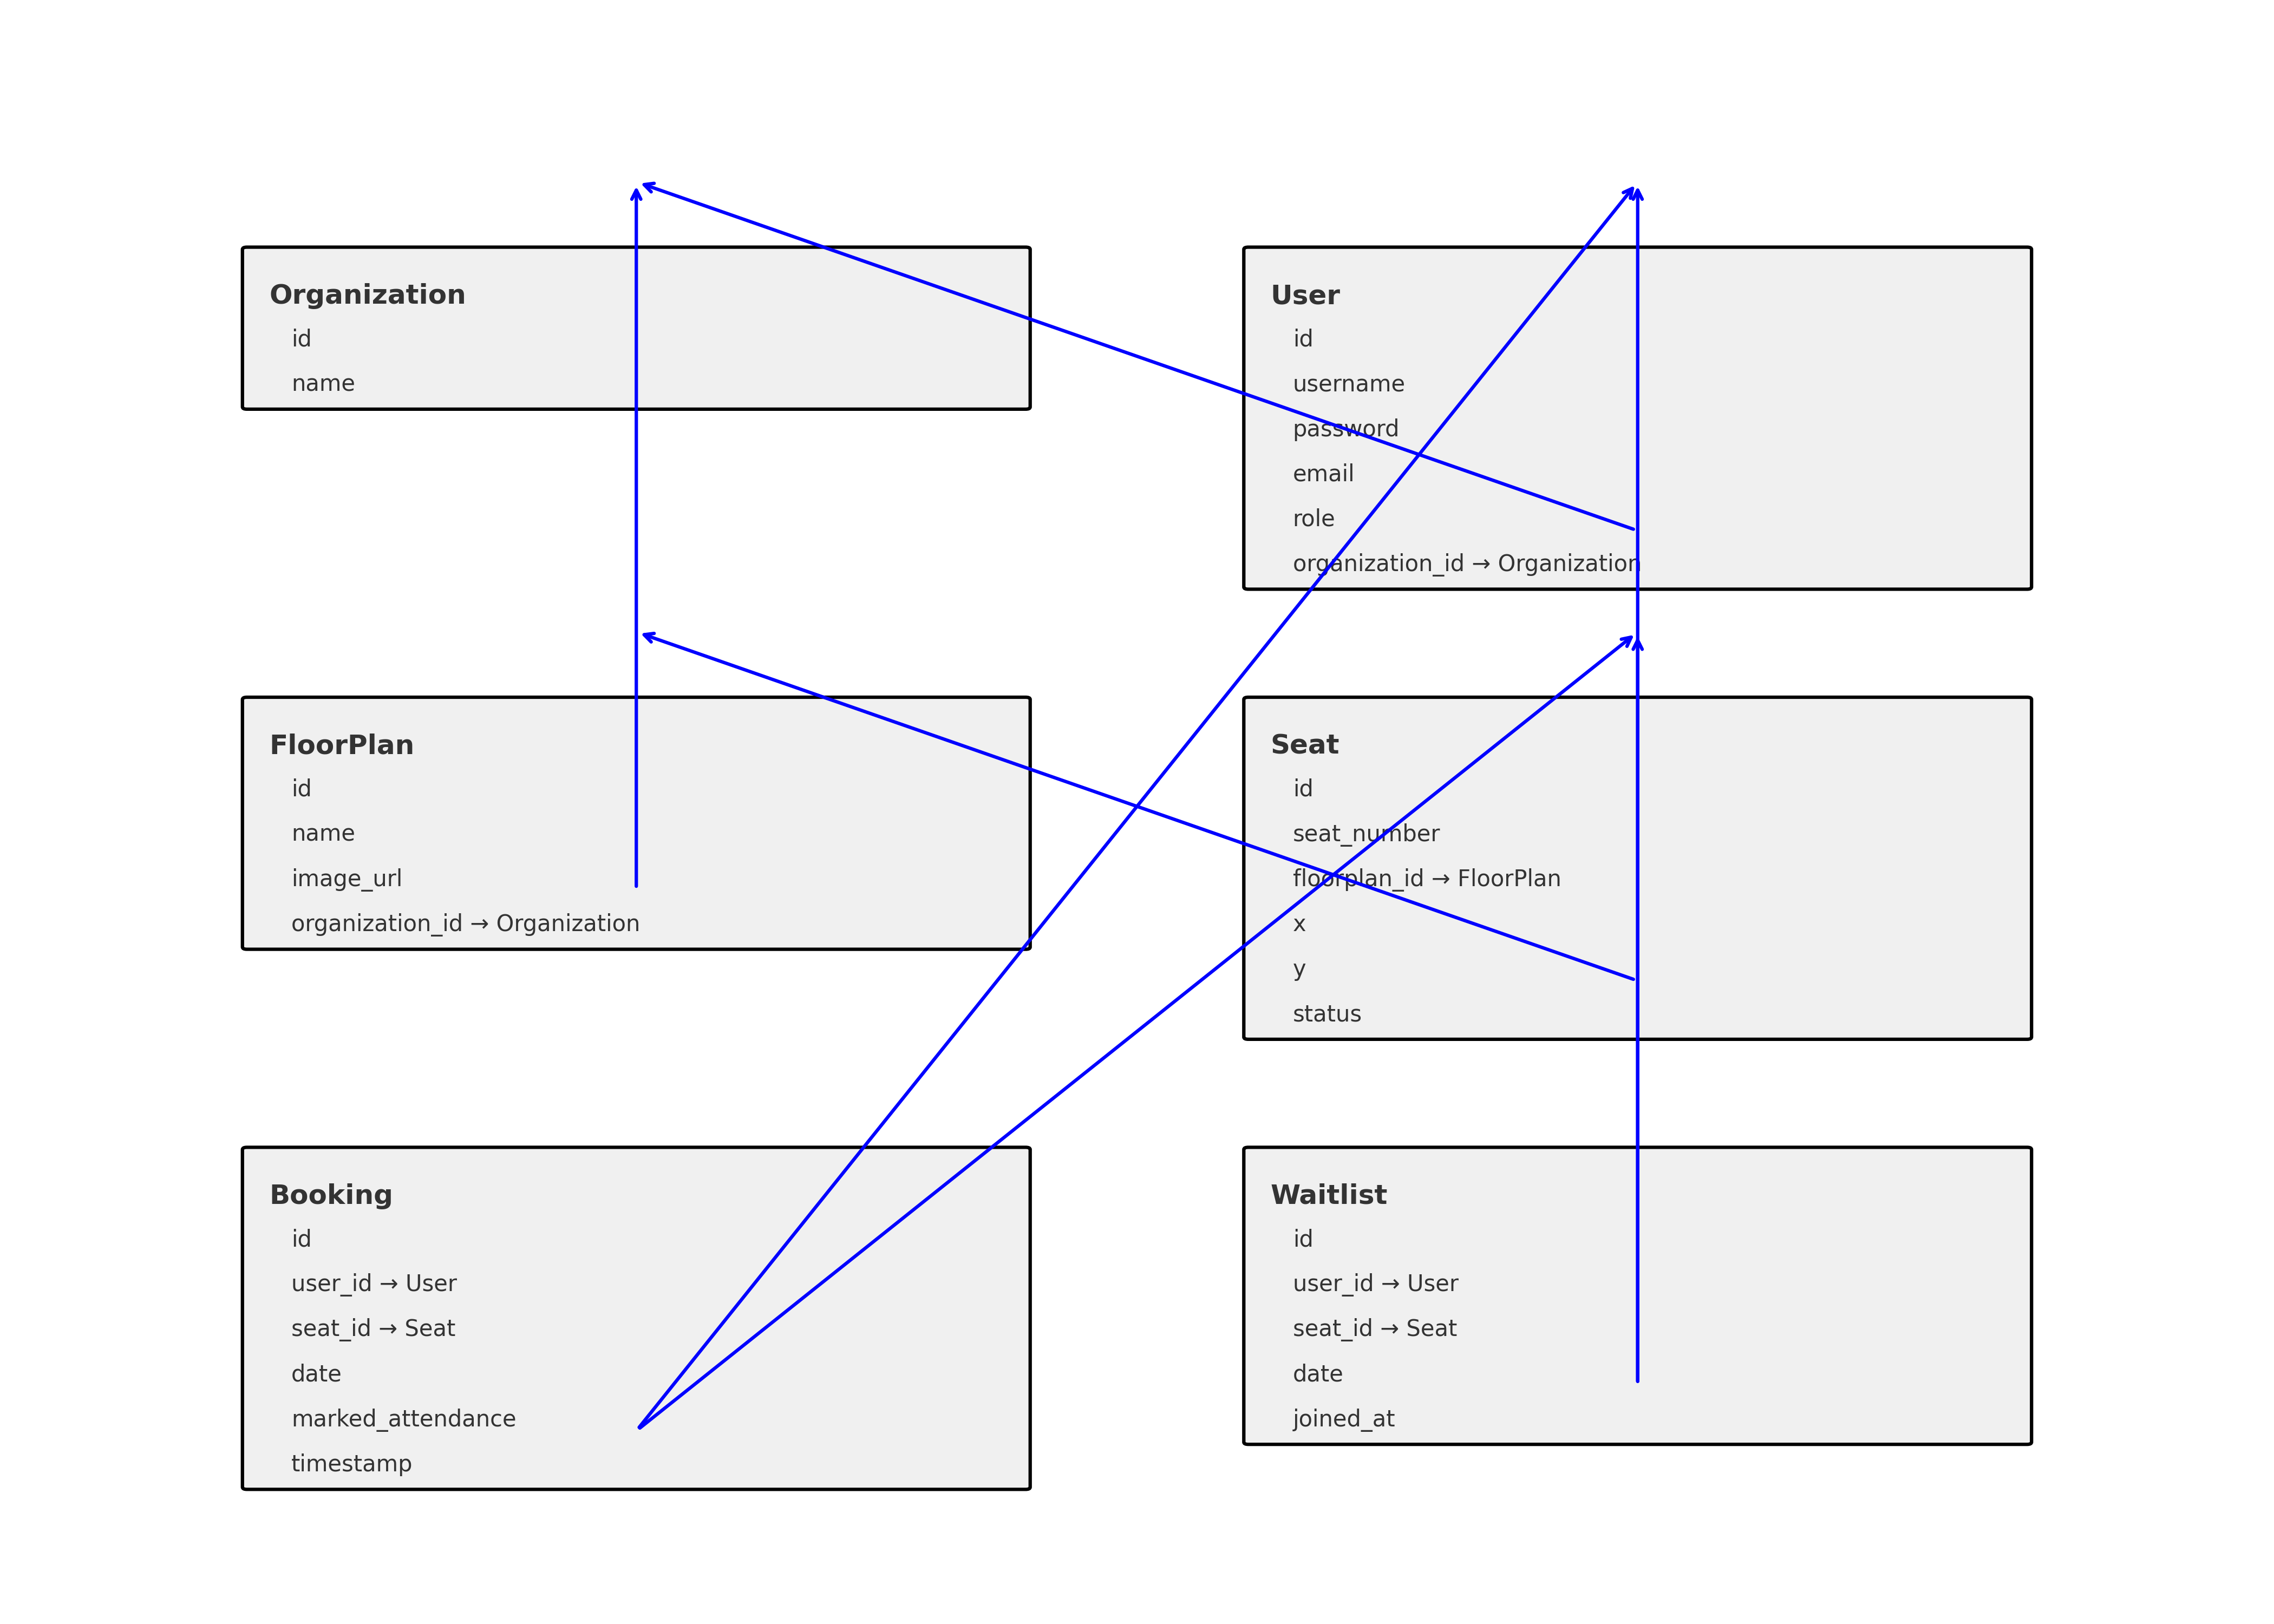 Organization
id
name
User
id
username
password
email
role
organization_id → Organization
FloorPlan
id
name
image_url
organization_id → Organization
Seat
id
seat_number
floorplan_id → FloorPlan
x
y
status
Booking
id
user_id → User
seat_id → Seat
date
marked_attendance
timestamp
Waitlist
id
user_id → User
seat_id → Seat
date
joined_at